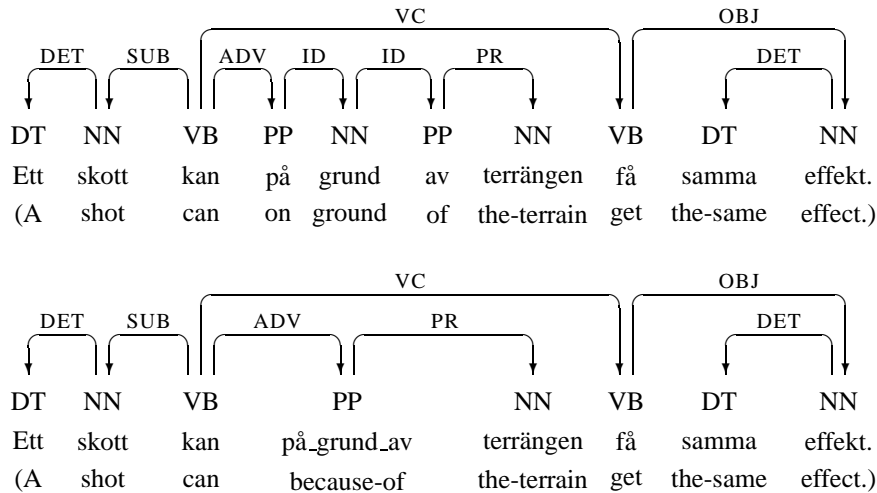 VC OBJ
DET SUB ADV ID ID PR DET
DT NN VB PP NN PP NN VB DT NN
Ett skott kan på grund av terrängen få samma effekt.
(A shot can on ground of the-terrain get the-same effect.)
VC OBJ
DET SUB ADV PR DET
DT NN VB PP NN VB DT NN
Ett skott kan på_grund_av terrängen få samma effekt.
(A shot can because-of the-terrain get the-same effect.)